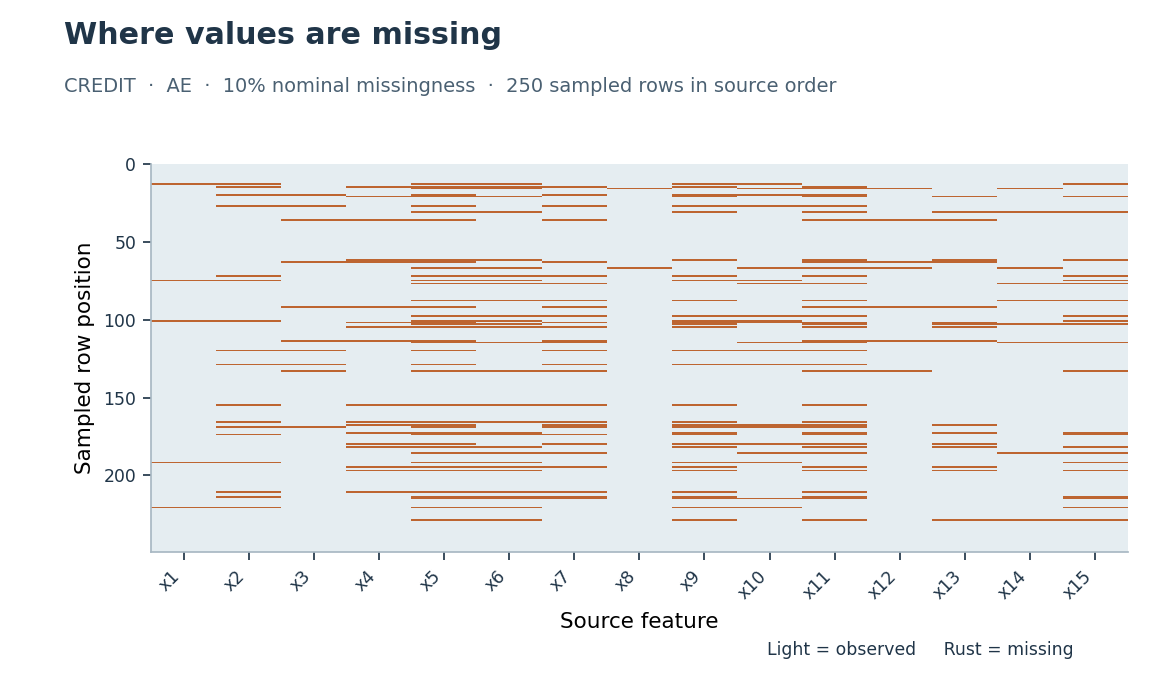 Where values are missing
CREDIT · AE · 10% nominal missingness · 250 sampled rows in source order
0
50
100
150
200
Sampled row position
x1 x2 x3 x4 x5 x6 x7 x8 x9 x10 x11 x12 x13 x14 x15
Source feature
Light = observed Rust = missing